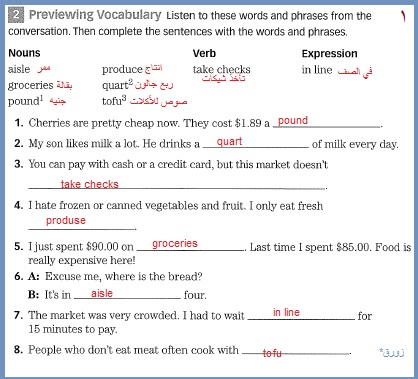 2 Previewing Vocabulary Listen to these words and phrases from the
conversation. Then complete the sentences with the words and phrases.
١
Nouns Verb Expression
aisle ممر produce انتاج take checks in line في الصف
groceries بقالة quart² ربع جالون تأخذ شيكات
pound¹ جنيه tofu³ صوص للأكلات
1. Cherries are pretty cheap now. They cost $1.89 a pound.
2. My son likes milk a lot. He drinks a quart of milk every day.
3. You can pay with cash or a credit card, but this market doesn't
take checks
4. I hate frozen or canned vegetables and fruit. I only eat fresh
produse.
5. I just spent $90.00 on groceries. Last time I spent $85.00. Food is
really expensive here!
6. A: Excuse me, where is the bread?
B: It's in aisle four.
7. The market was very crowded. I had to wait in line for
15 minutes to pay.
8. People who don't eat meat often cook with tofu. زورق*